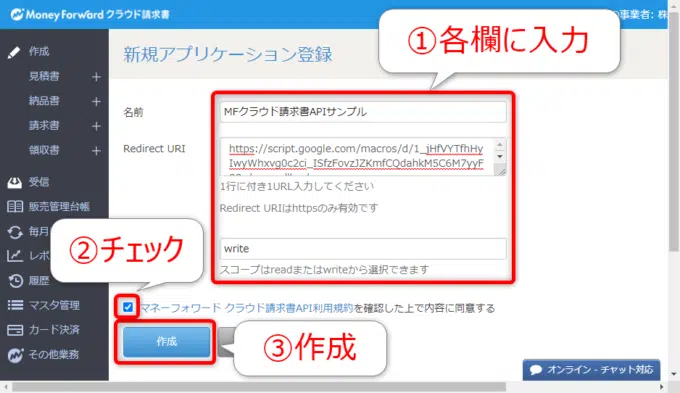 Money Forward クラウド請求書
の事業者: 株
作成
見積書 +
納品書 +
請求書 +
領収書 +
受信
販売管理台帳
毎月
レポ
履歴
マスタ管理
カード決済
その他業務
新規アプリケーション登録
①各欄に入力
名前
MFクラウド請求書APIサンプル
Redirect URI
https://script.google.com/macros/d/1_jHfVYTfhHy
IwyWhxvg0c2ci_ISfzFovzJZKmfCQdahkM5C6M7yyF
1行に付き1URL入力してください
Redirect URIはhttpsのみ有効です
write
スコープはreadまたはwriteから選択できます
②チェック
マネーフォワード クラウド請求書API利用規約を確認した上で内容に同意する
作成
③作成
オンライン - チャット対応